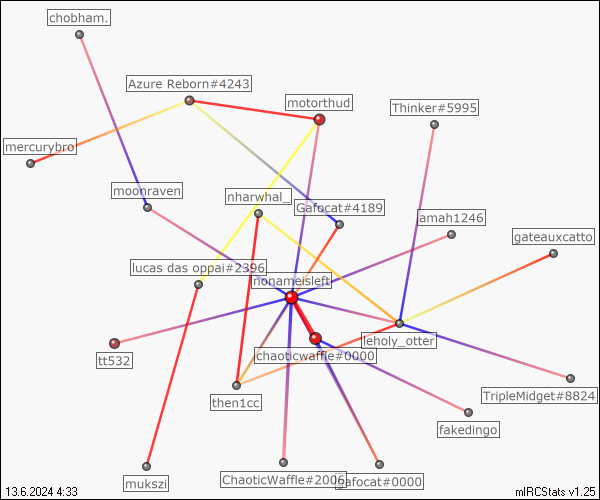 chobham.
Azure Reborn#4243
motorthud
Thinker#5995
mercurybro
moonraven
nharwhal_
Gafocat#4189
amah1246
gateauxcatto
lucas das oppai#2396
nonameisleft
leholy_otter
chaoticwaffle#0000
tt532
then1cc
TripleMidget#8824
fakedingo
mukszi
ChaoticWaffle#2006
gafocat#0000
13.6.2024 4:33
mIRCStats v1.25